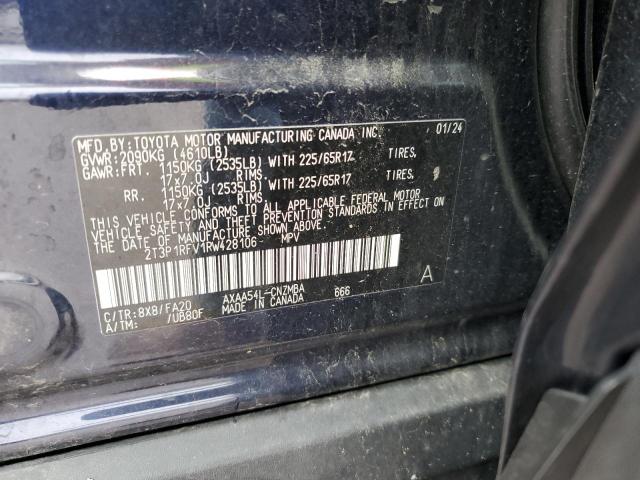 MFD.BY:TOYOTA MOTOR MANUFACTURING CANADA INC. 01/24
GVWR:2090KG (4610LB)
GAWR:FRT. 1150KG (2535LB) WITH 225/65R17 TIRES,
17x7.0J RIMS,
RR. 1150KG (2535LB) WITH 225/65R17 TIRES,
17x7.0J RIMS,
THIS VEHICLE CONFORMS TO ALL APPLICABLE FEDERAL MOTOR
VEHICLE SAFETY AND THEFT PREVENTION STANDARDS IN EFFECT ON
THE DATE OF MANUFACTURE SHOWN ABOVE.
2T3P1RFV1RW428106 MPV
A
C/TR:8X8/FA20 AXAA54L-CNZMBA 666
A/TM: /UB80F MADE IN CANADA